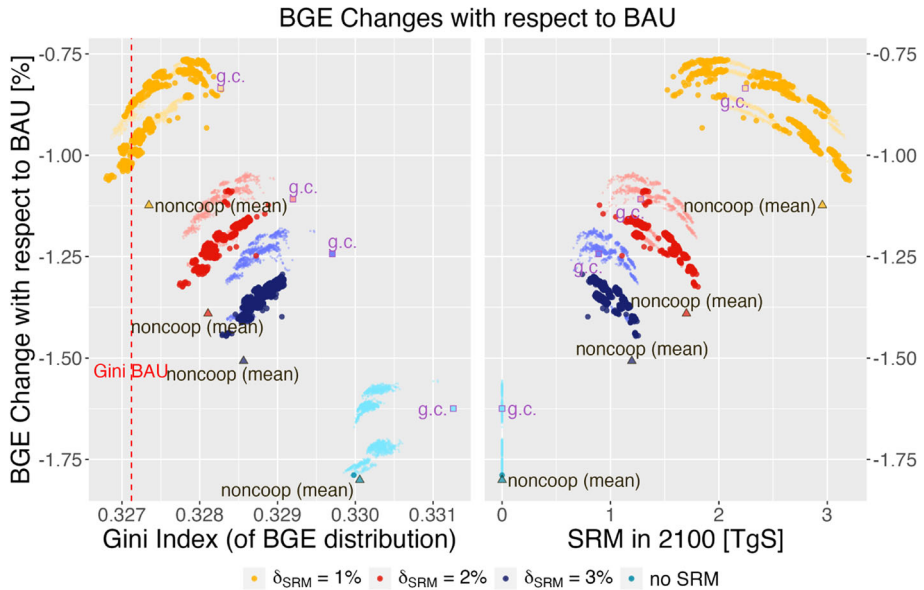 BGE Changes with respect to BAU
BGE Change with respect to BAU [%]
-0.75
-1.00
-1.25
-1.50
-1.75
g.c.
noncoop (mean)
g.c.
g.c.
noncoop (mean)
Gini BAU
noncoop (mean)
g.c.
noncoop (mean)
0.327
0.328
0.329
0.330
0.331
Gini Index (of BGE distribution)
g.c.
noncoop (mean)
g.c.
g.c.
noncoop (mean)
noncoop (mean)
g.c.
noncoop (mean)
-0.75
-1.00
-1.25
-1.50
-1.75
0
1
2
3
SRM in 2100 [TgS]
δSRM = 1% δSRM = 2% δSRM = 3% no SRM